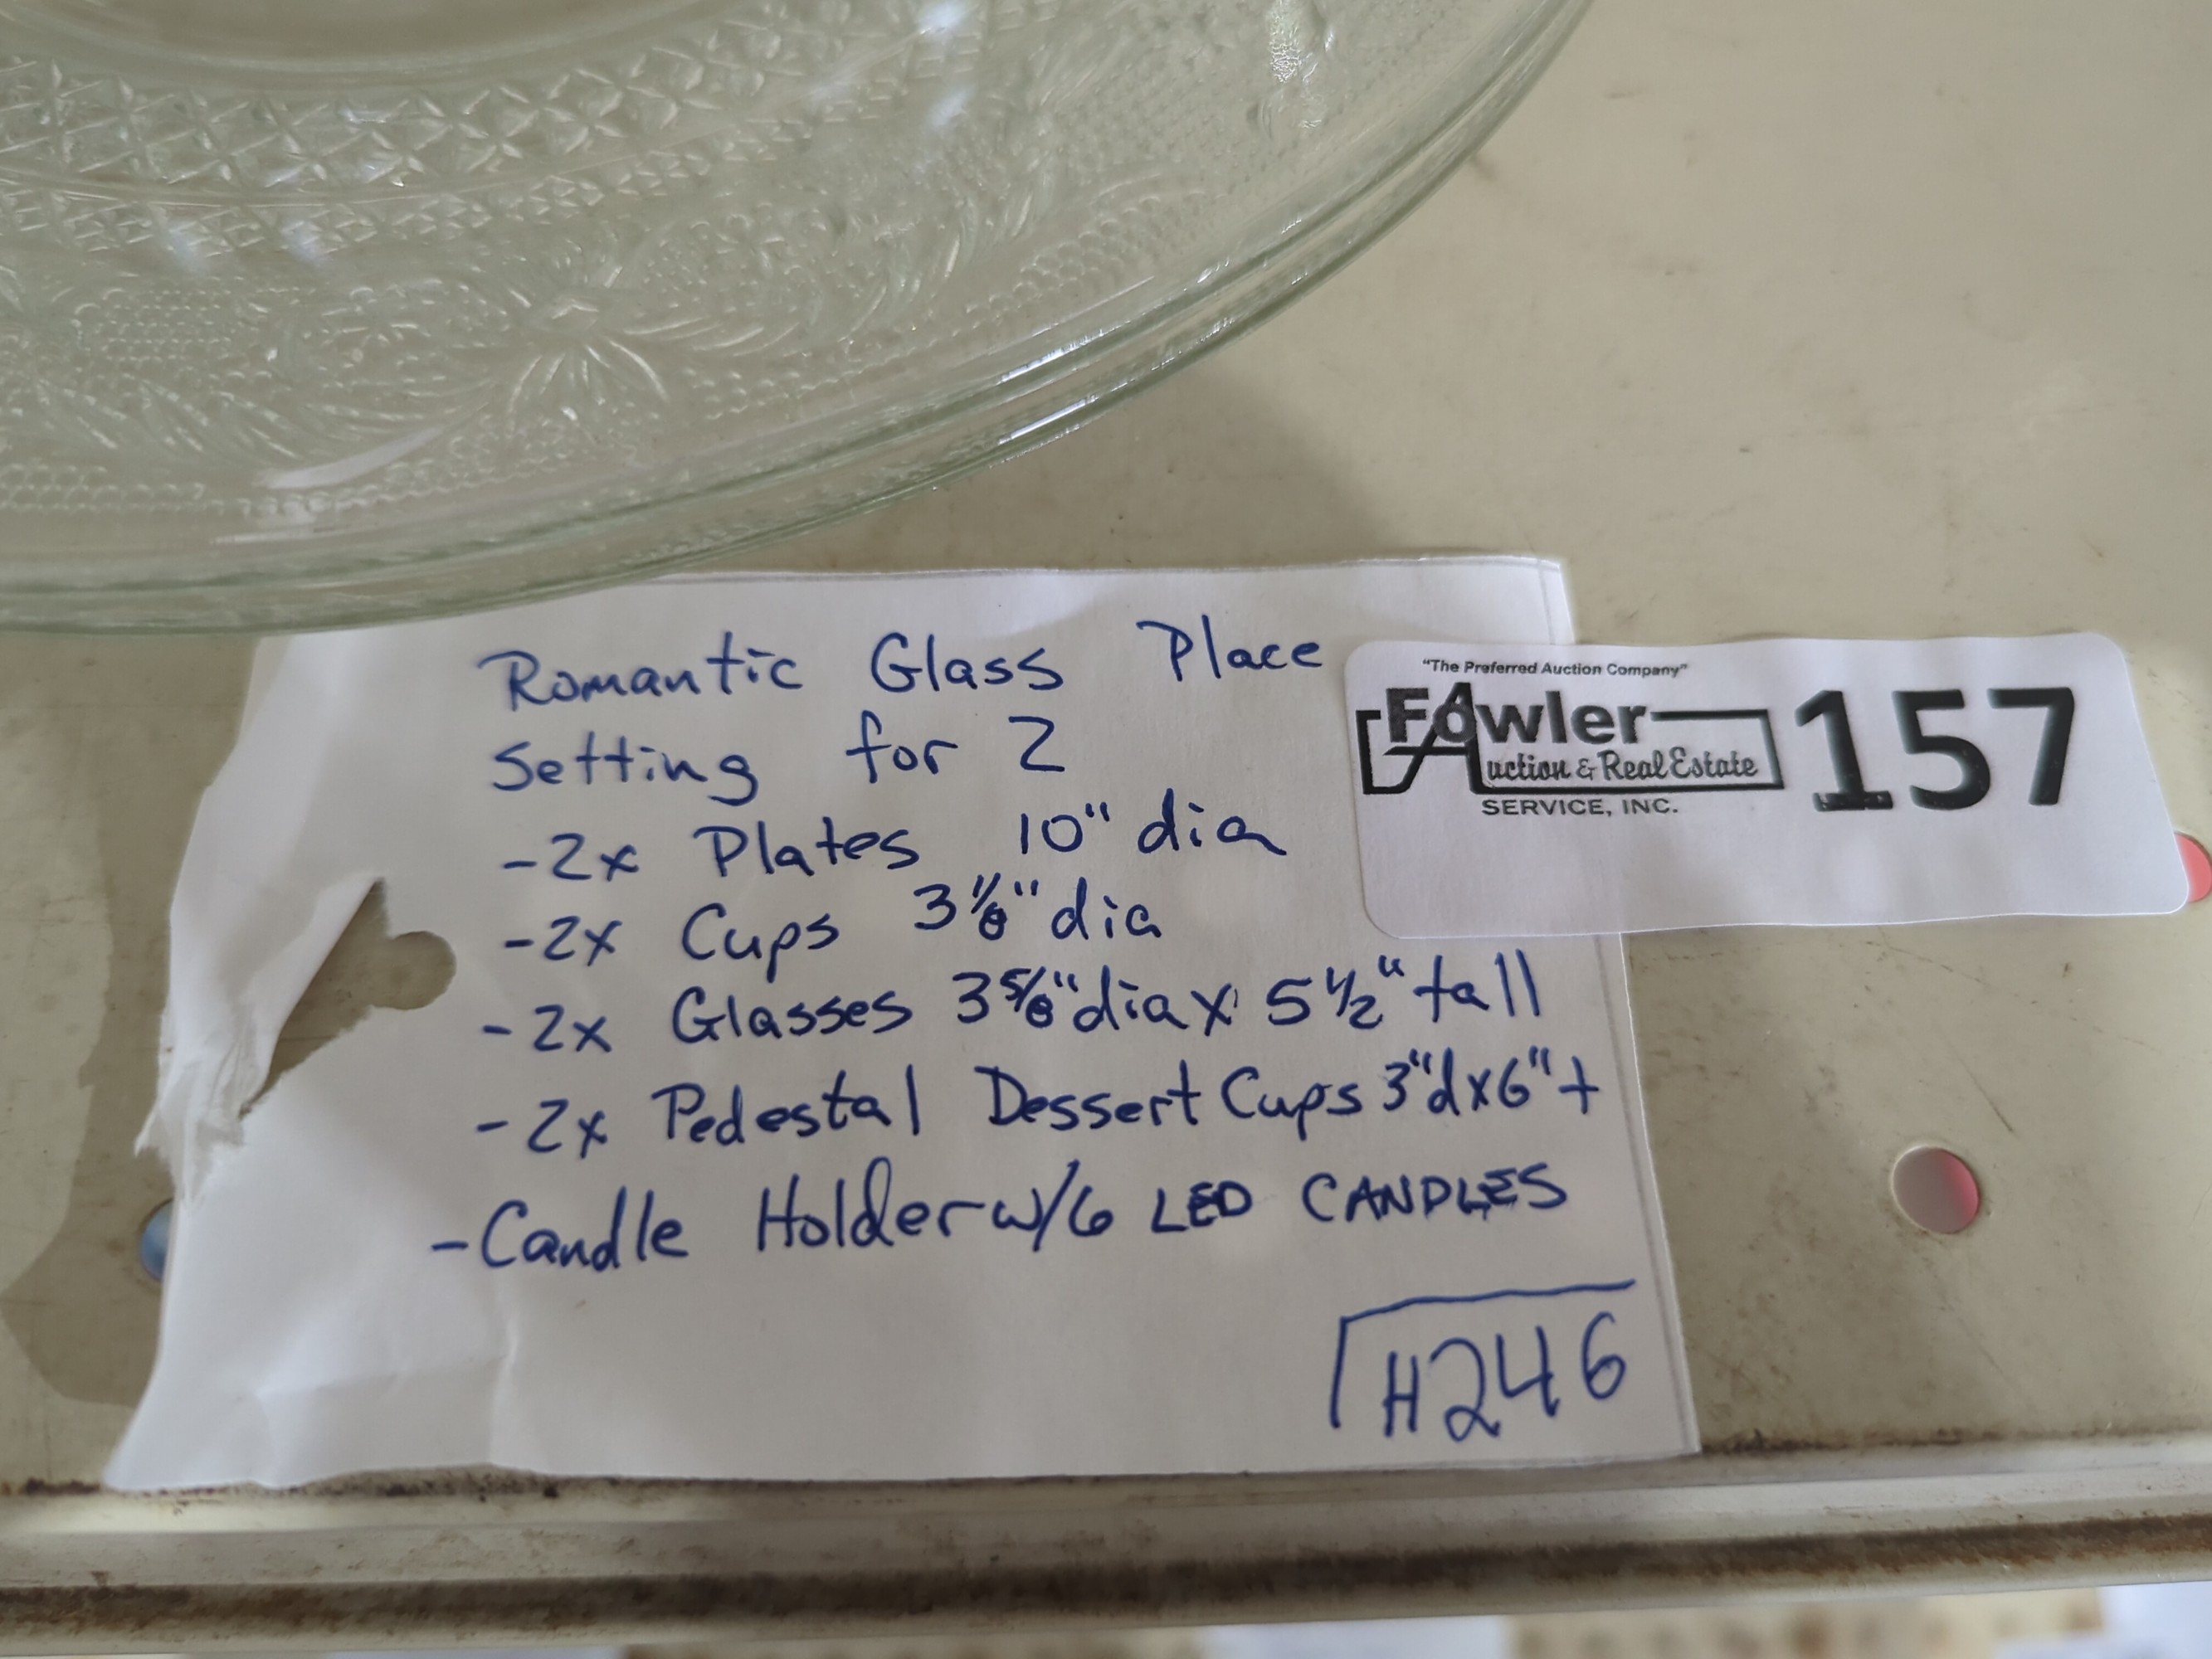 Romantic Glass Place
Setting for 2
-2x Plates 10" dia
-2x Cups 3 1/8" dia
-2x Glasses 3 5/8" dia x 5 1/2" tall
-2x Pedestal Dessert Cups 3"d x 6" t
-Candle Holder w/6 LED CANDLES
H246
"The Preferred Auction Company"
Fowler
Auction & Real Estate
SERVICE, INC.
157